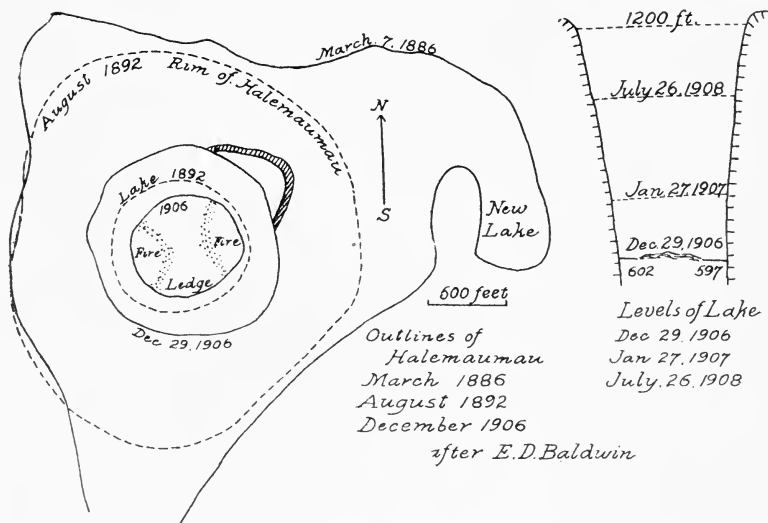 March. 7. 1886
August 1892 Rim of Halemaumau
N
S
Lake 1892
1906
Fire
Fire
Ledge
Dec 29, 1906
New
Lake
600 feet
Outlines of
Halemaumau
March 1886
August 1892
December 1906
after E.D. Baldwin
1200 ft.
July 26, 1908
Jan 27, 1907
Dec 29, 1906
602 597
Levels of Lake
Dec 29. 1906
Jan 27. 1907
July. 26. 1908